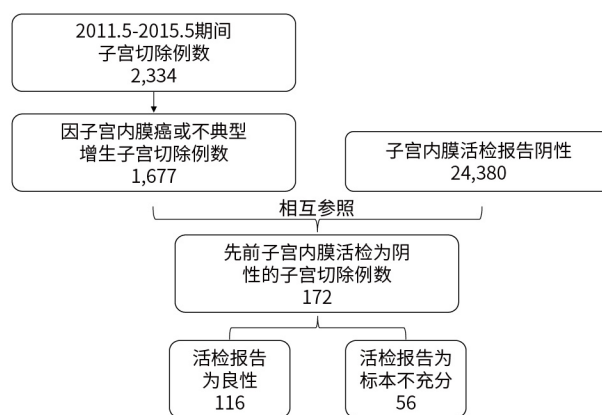 2011.5-2015.5期间
子宫切除例数
2,334
因子宫内膜癌或不典型
增生子宫切除例数
1,677
子宫内膜活检报告阴性
24,380
相互参照
先前子宫内膜活检为阴
性的子宫切除例数
172
活检报告
为良性
116
活检报告为
标本不充分
56